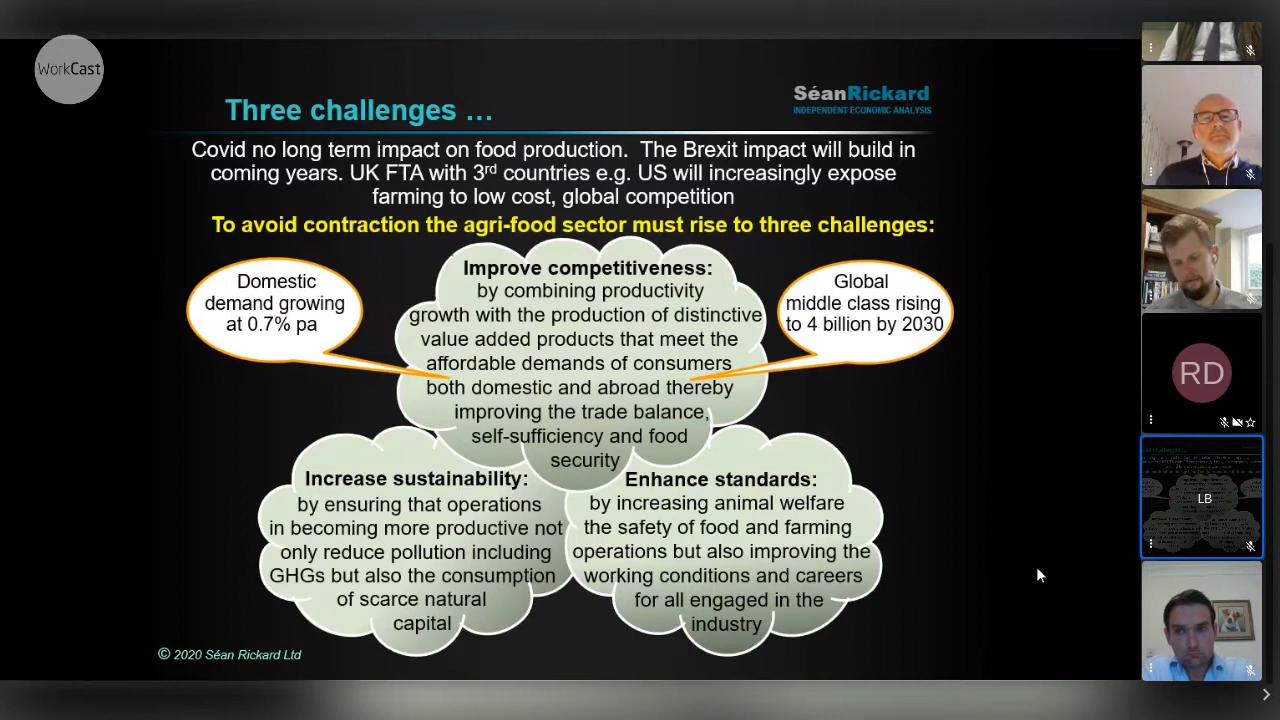 WorkCast
Three challenges …
SéanRickard
INDEPENDENT ECONOMIC ANALYSIS
Covid no long term impact on food production. The Brexit impact will build in
coming years. UK FTA with 3rd countries e.g. US will increasingly expose
farming to low cost, global competition
To avoid contraction the agri-food sector must rise to three challenges:
Domestic
demand growing
at 0.7% pa
Improve competitiveness:
by combining productivity
growth with the production of distinctive
value added products that meet the
affordable demands of consumers
both domestic and abroad thereby
improving the trade balance,
self-sufficiency and food
security
Global
middle class rising
to 4 billion by 2030
Increase sustainability:
by ensuring that operations
in becoming more productive not
only reduce pollution including
GHGs but also the consumption
of scarce natural
capital
Enhance standards:
by increasing animal welfare
the safety of food and farming
operations but also improving the
working conditions and careers
for all engaged in the
industry
© 2020 Séan Rickard Ltd
RD
LB